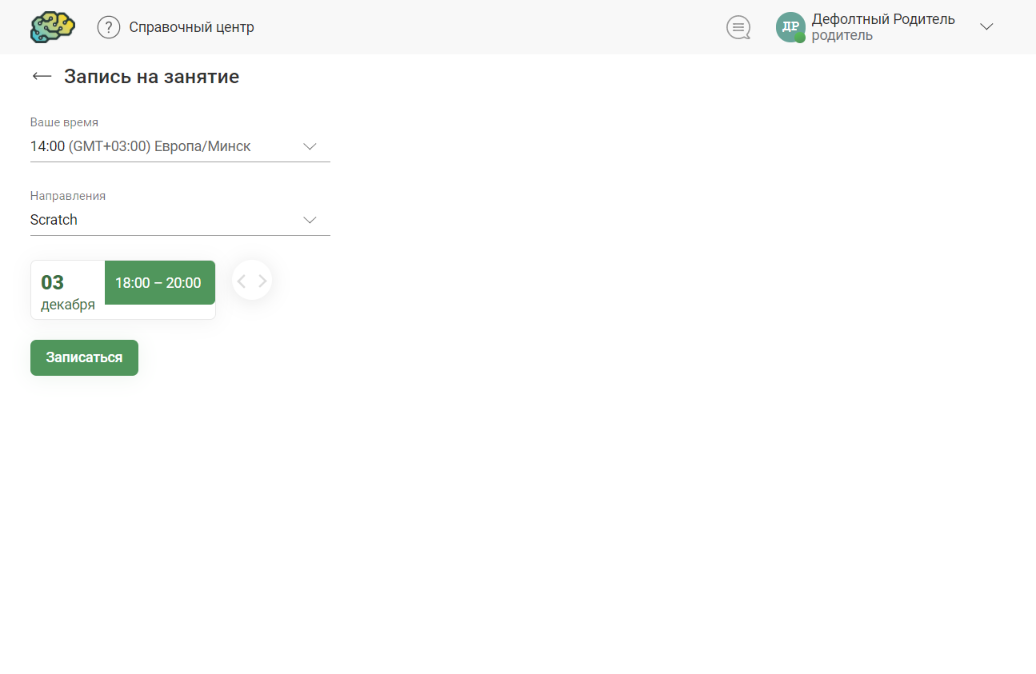 ? Справочный центр
ДР Дефолтный Родитель
родитель
Запись на занятие
Ваше время
14:00 (GMT+03:00) Европа/Минск
Направления
Scratch
03 18:00 – 20:00
декабря
Записаться